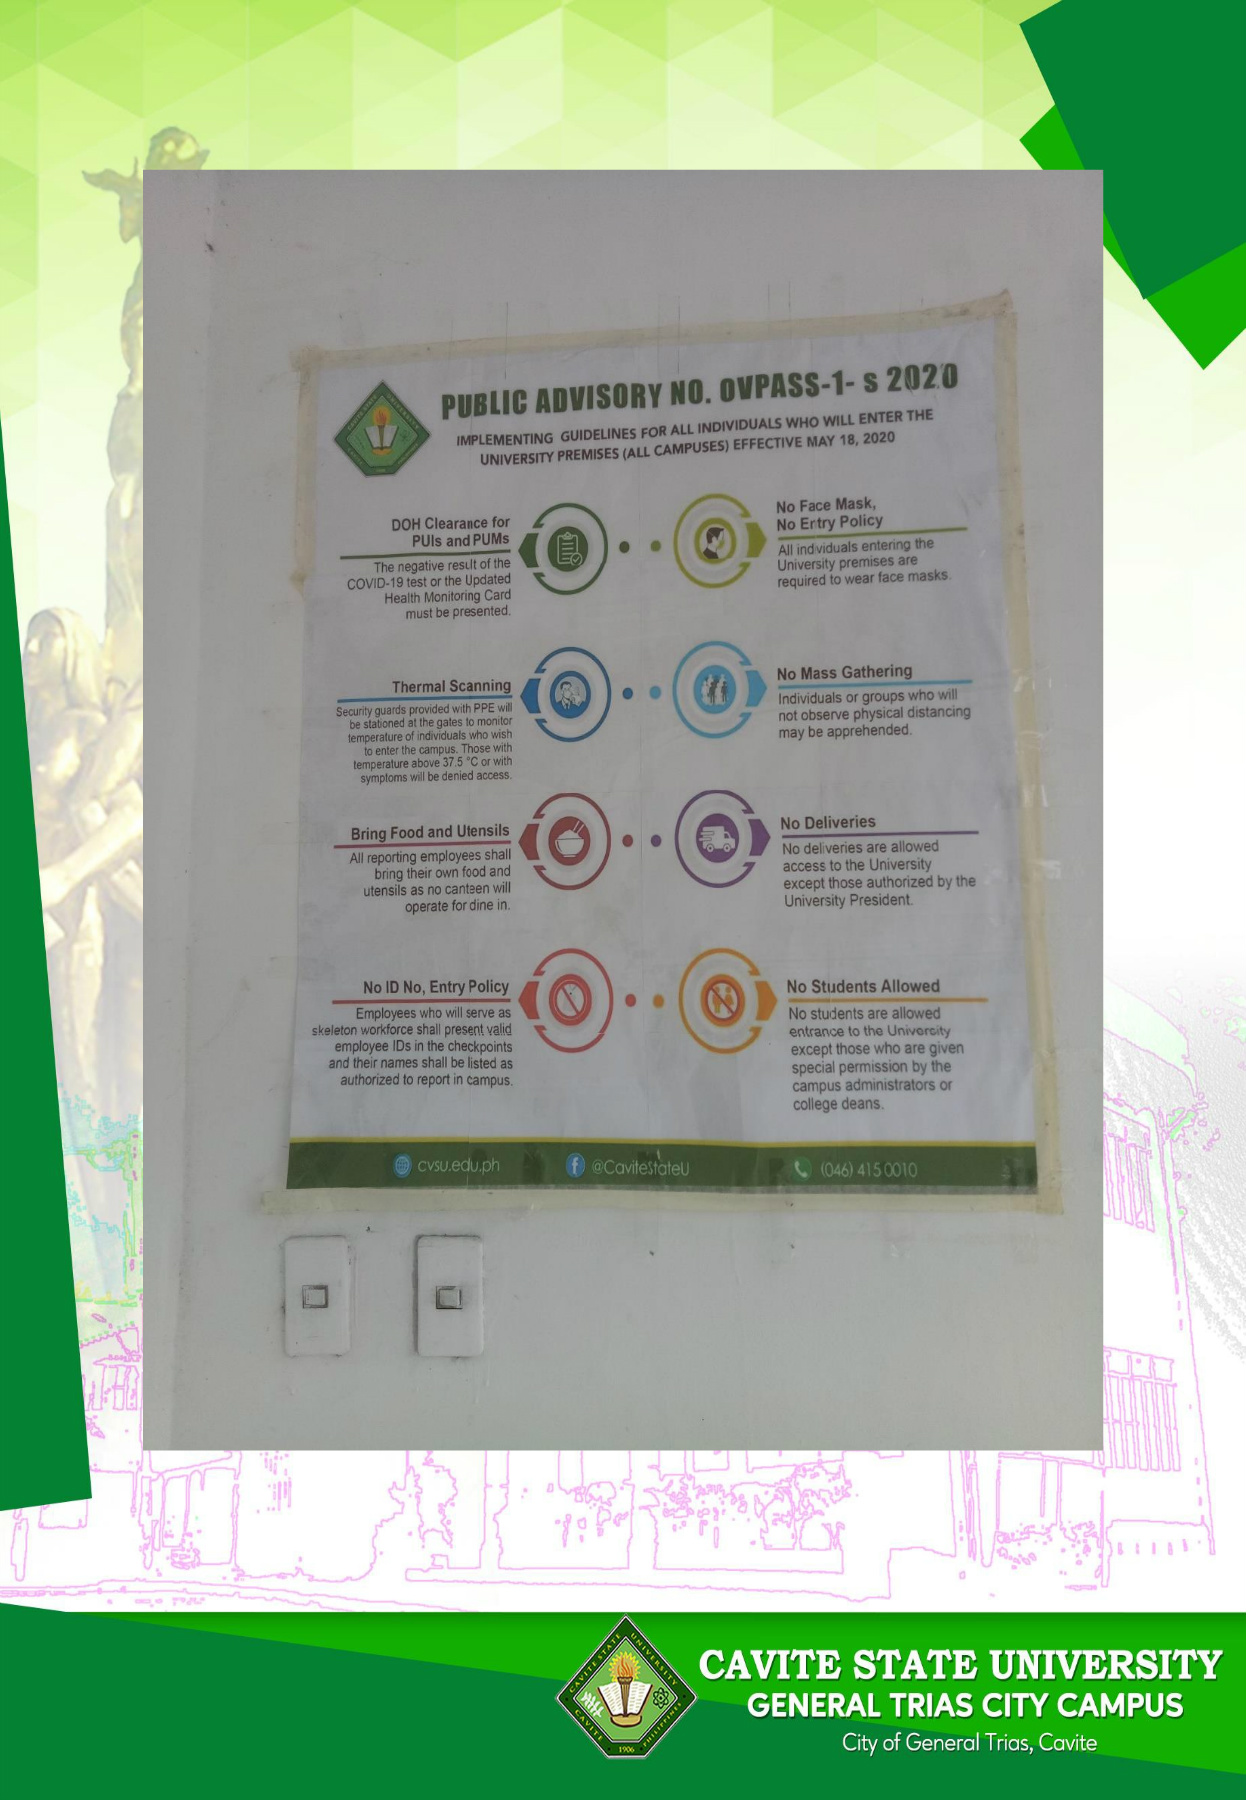 PUBLIC ADVISORY NO. OVPASS-1- s 2020
IMPLEMENTING GUIDELINES FOR ALL INDIVIDUALS WHO WILL ENTER THE
UNIVERSITY PREMISES (ALL CAMPUSES) EFFECTIVE MAY 18, 2020
DOH Clearance for
PUIs and PUMs
The negative result of the
COVID-19 test or the Updated
Health Monitoring Card
must be presented.
No Face Mask,
No Entry Policy
All individuals entering the
University premises are
required to wear face masks.
Thermal Scanning
Security guards provided with PPE will
be stationed at the gates to monitor
temperature of individuals who wish
to enter the campus. Those with
temperature above 37.5 °C or with
symptoms will be denied access.
No Mass Gathering
Individuals or groups who will
not observe physical distancing
may be apprehended.
Bring Food and Utensils
All reporting employees shall
bring their own food and
utensils as no canteen will
operate for dine in.
No Deliveries
No deliveries are allowed
access to the University
except those authorized by the
University President.
No ID No, Entry Policy
Employees who will serve as
skeleton workforce shall present valid
employee IDs in the checkpoints
and their names shall be listed as
authorized to report in campus.
No Students Allowed
No students are allowed
entrance to the University
except those who are given
special permission by the
campus administrators or
college deans.
cvsu.edu.ph
@CaviteStateU
(046) 415 0010
CAVITE STATE UNIVERSITY
CAVITE
PHILIPPINES
1906
CAVITE STATE UNIVERSITY
GENERAL TRIAS CITY CAMPUS
City of General Trias, Cavite